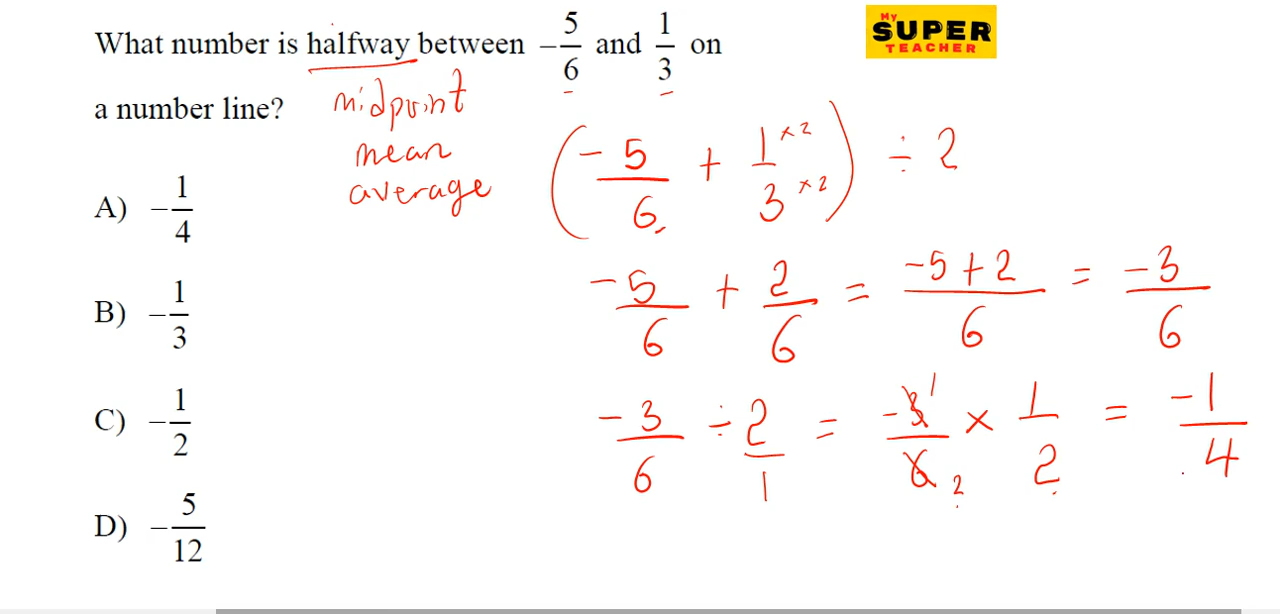 What number is halfway between -5/6 and 1/3 on
a number line?
My
SUPER
TEACHER
midpoint
mean
average
(-5/6 + 1×2/3×2) ÷ 2
A) -1/4
-5/6 + 2/6 = -5+2/6 = -3/6
B) -1/3
C) -1/2
-3/6 ÷ 2/1 = -3 1/6 2 × 1/2 = -1/4
D) -5/12